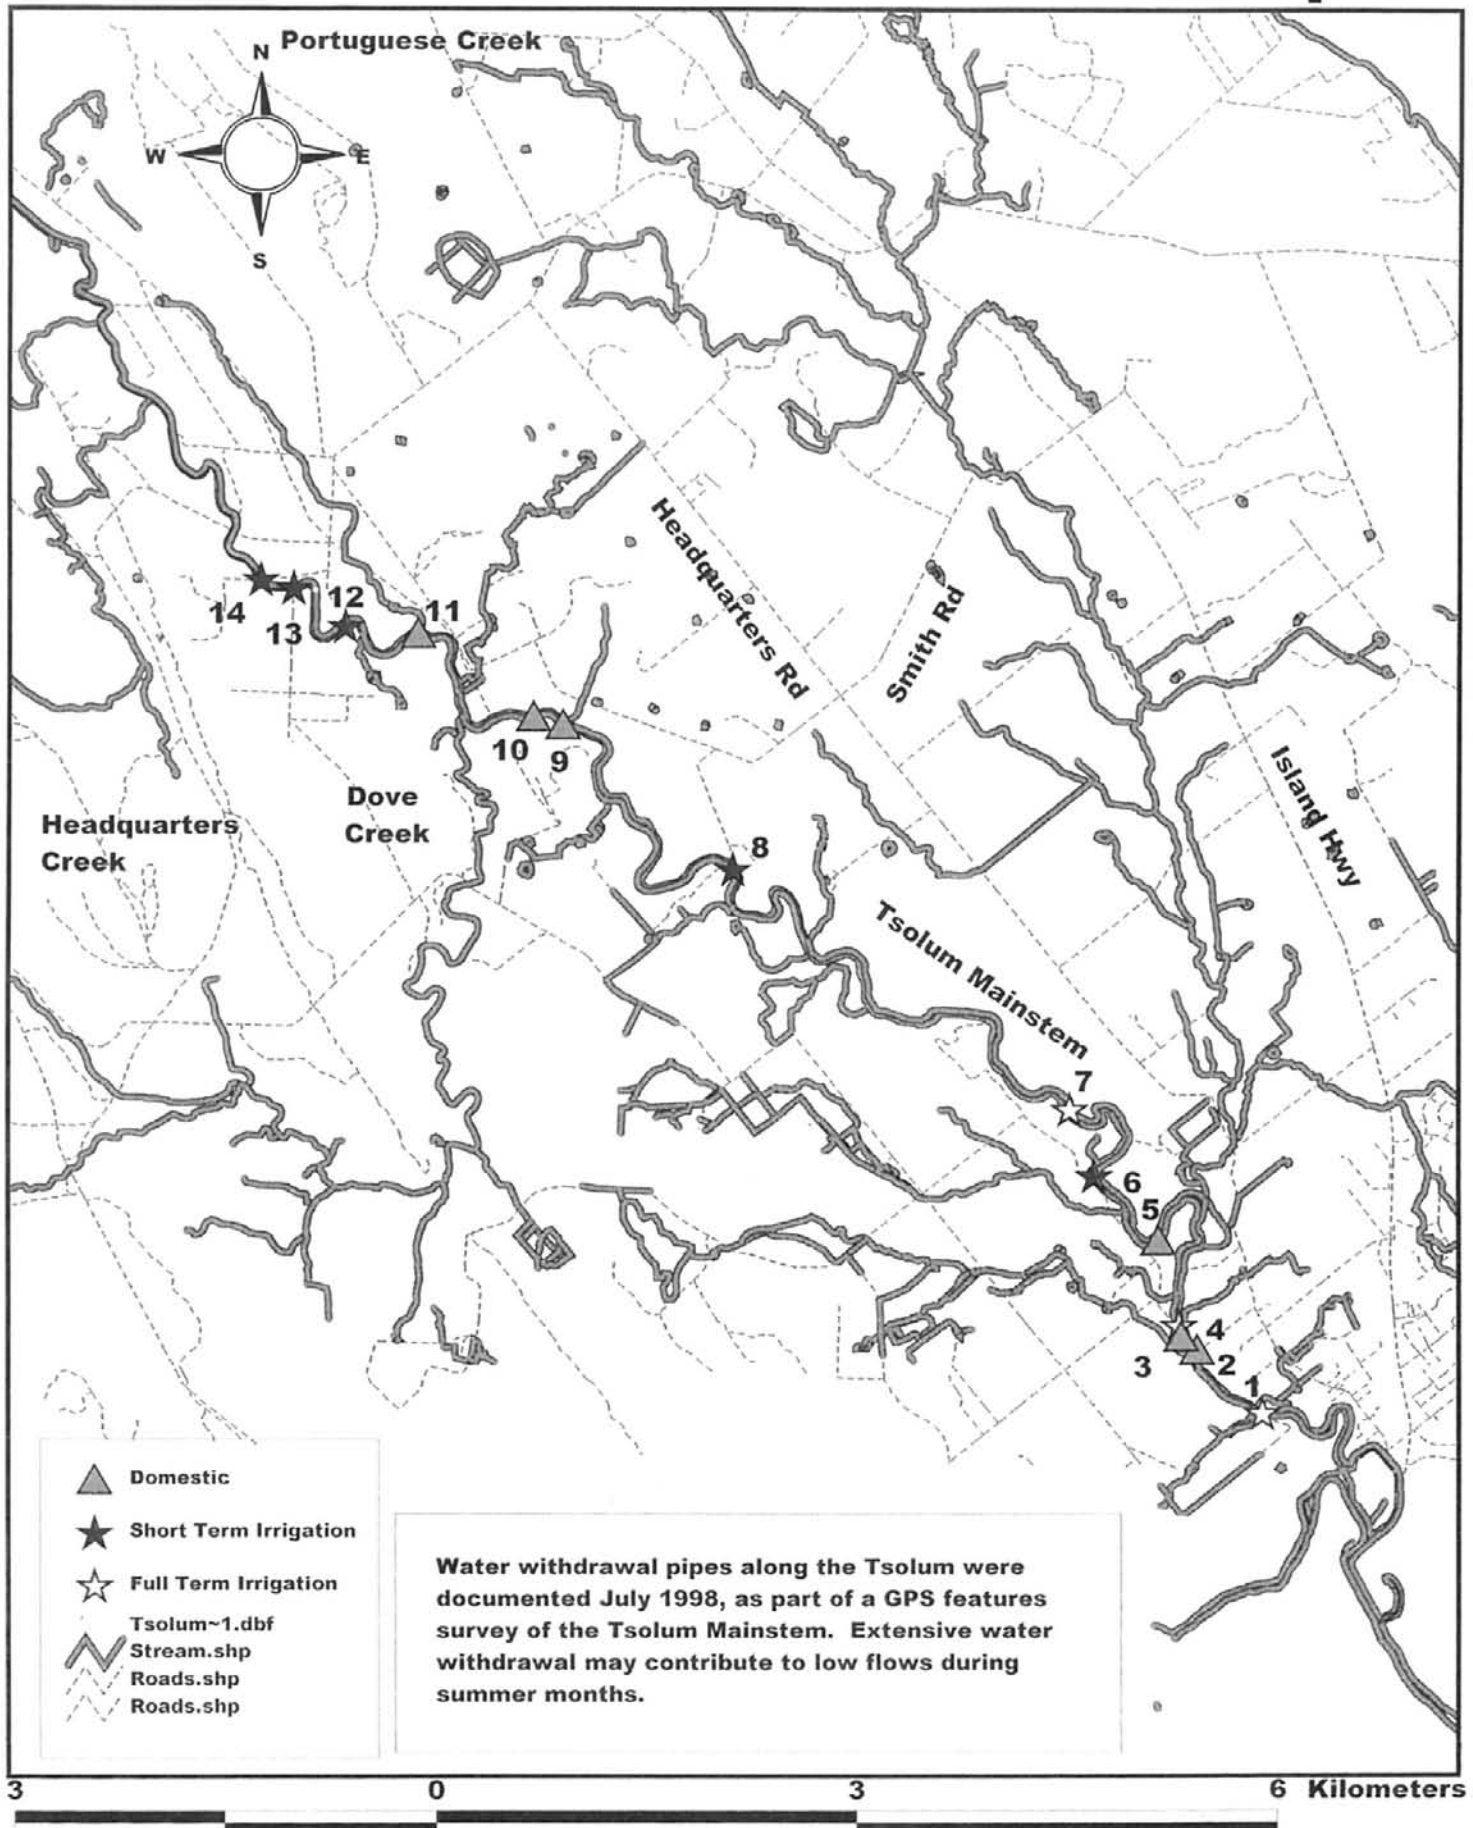 Portuguese Creek
N
W
E
S
Headquarters Rd
Smith Rd
14
13
12
11
10
9
Headquarters
Creek
Dove
Creek
Island Hwy
8
Tsolum Mainstem
7
6
5
4
3
2
1
Domestic
Short Term Irrigation
Full Term Irrigation
Tsolum~1.dbf
Stream.shp
Roads.shp
Roads.shp
Water withdrawal pipes along the Tsolum were
documented July 1998, as part of a GPS features
survey of the Tsolum Mainstem. Extensive water
withdrawal may contribute to low flows during
summer months.
3 0 3 6 Kilometers